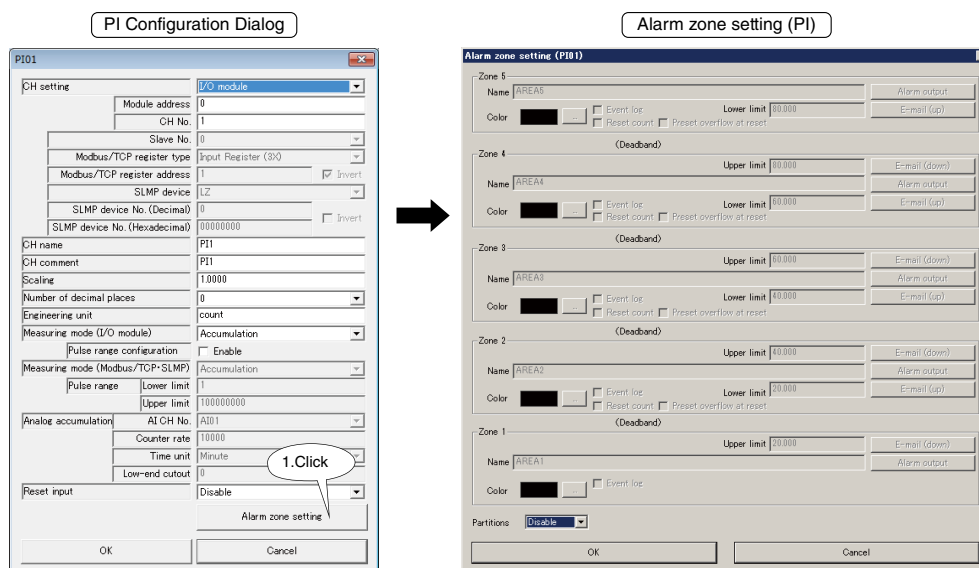 PI Configuration Dialog
Alarm zone setting (PI)
PI01
CH setting
I/O module
Module address
0
CH No.
1
Slave No.
0
Modbus/TCP register type
Input Register (3X)
Modbus/TCP register address
1
Invert
SLMP device
LZ
SLMP device No. (Decimal)
0
Invert
SLMP device No. (Hexadecimal)
00000000
CH name
PI1
CH comment
PI1
Scaling
1.0000
Number of decimal places
0
Engineering unit
count
Measuring mode (I/O module)
Accumulation
Pulse range configuration
Enable
Measuring mode (Modbus/TCP・SLMP)
Accumulation
Pulse range
Lower limit
1
Upper limit
100000000
Analog accumulation
AI CH No.
AI01
Counter rate
10000
Time unit
Minute
Low-end cutout
0
1.Click
Reset input
Disable
Alarm zone setting
OK
Cancel
Alarm zone setting (PI01)
Zone 5
Name
AREA5
Alarm output
Color
...
Event log
Lower limit
80.000
E-mail (up)
Reset count
Preset overflow at reset
(Deadband)
Zone 4
Upper limit
80.000
E-mail (down)
Name
AREA4
Alarm output
Color
...
Event log
Lower limit
60.000
E-mail (up)
Reset count
Preset overflow at reset
(Deadband)
Zone 3
Upper limit
60.000
E-mail (down)
Name
AREA3
Alarm output
Color
...
Event log
Lower limit
40.000
E-mail (up)
Reset count
Preset overflow at reset
(Deadband)
Zone 2
Upper limit
40.000
E-mail (down)
Name
AREA2
Alarm output
Color
...
Event log
Lower limit
20.000
E-mail (up)
Reset count
Preset overflow at reset
(Deadband)
Zone 1
Upper limit
20.000
E-mail (down)
Name
AREA1
Alarm output
Color
...
Event log
Partitions
Disable
OK
Cancel